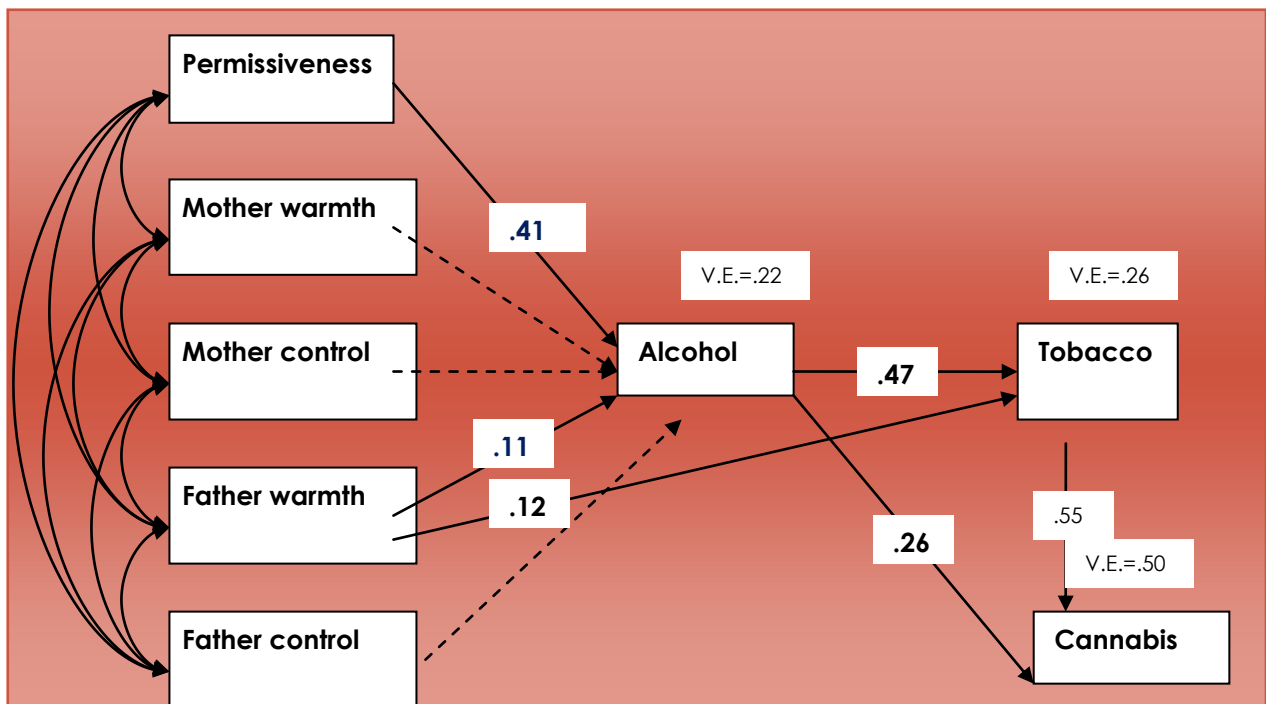 Permissiveness
Mother warmth
.41
V.E.=.22
V.E.=.26
Mother control
Alcohol
.47
Tobacco
.11
Father warmth
.12
.55
.26
V.E.=.50
Father control
Cannabis